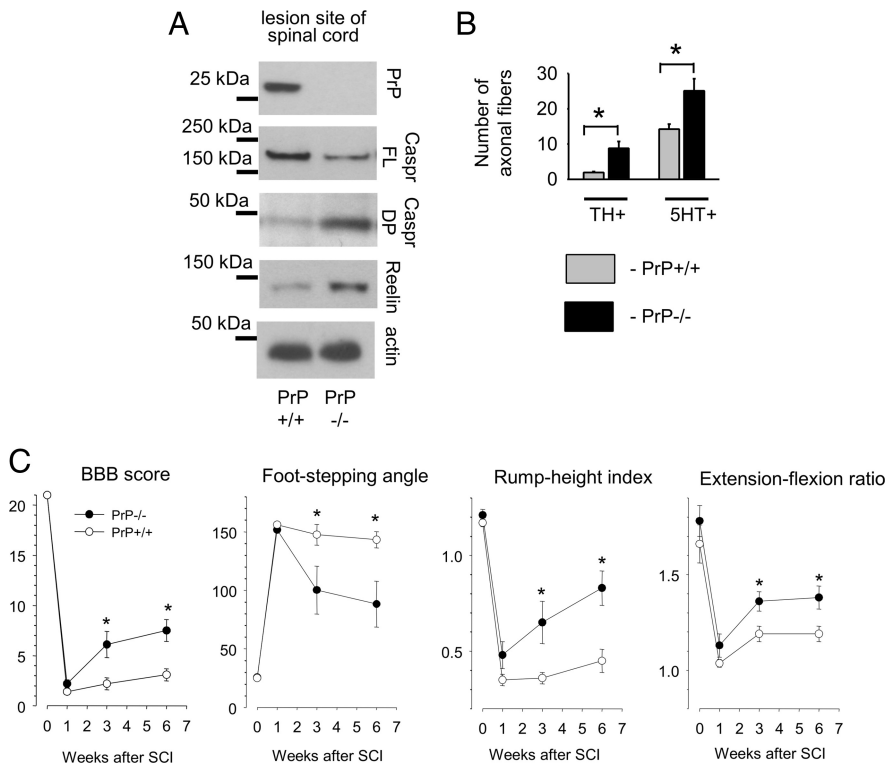 A
lesion site of
spinal cord
25 kDa
PrP
250 kDa
150 kDa
Caspr
FL
50 kDa
Caspr
DP
150 kDa
Reelin
50 kDa
actin
PrP PrP
+/+ -/-
B
Number of
axonal fibers
30
20
10
0
*
*
TH+ 5HT+
- PrP+/+
- PrP-/-
C
BBB score
20
15
10
5
0
PrP-/-
PrP+/+
*
*
0 1 2 3 4 5 6 7
Weeks after SCI
Foot-stepping angle
150
100
50
0
*
*
0 1 2 3 4 5 6 7
Weeks after SCI
Rump-height index
1.0
0.5
*
*
0 1 2 3 4 5 6 7
Weeks after SCI
Extension-flexion ratio
1.5
1.0
*
*
0 1 2 3 4 5 6 7
Weeks after SCI